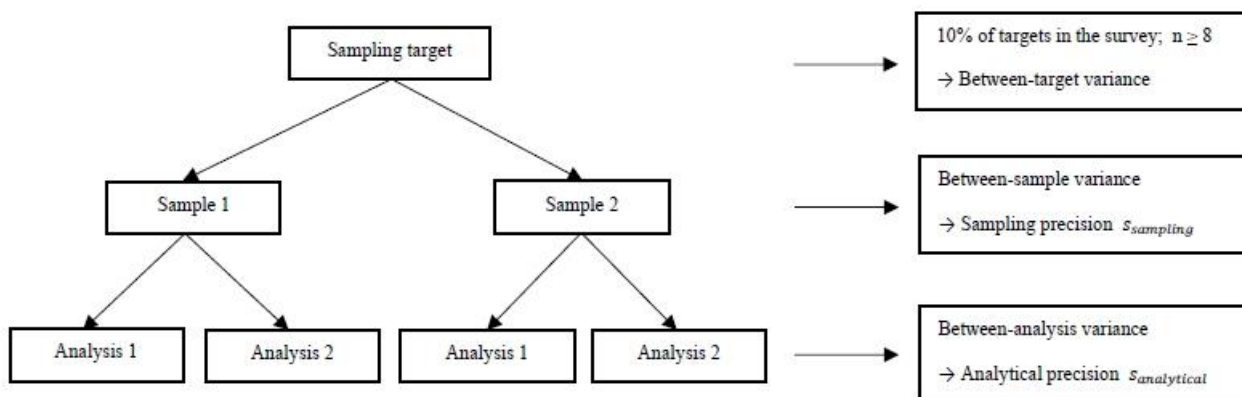 Sampling target
10% of targets in the survey; n ≥ 8
→ Between-target variance
Sample 1
Sample 2
Between-sample variance
→ Sampling precision s_sampling
Analysis 1
Analysis 2
Analysis 1
Analysis 2
Between-analysis variance
→ Analytical precision s_analytical